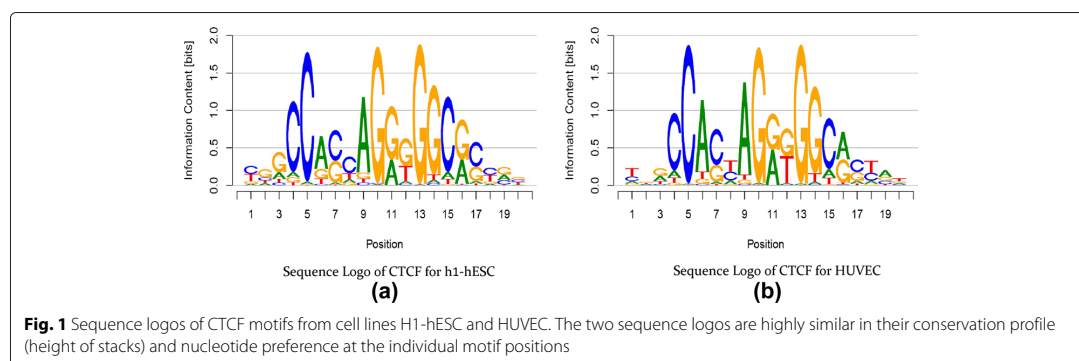 2.0
1.5
1.0
0.5
0.0
Information Content [bits]
1 3 5 7 9 11 13 15 17 19
Position
Sequence Logo of CTCF for h1-hESC
(a)
2.0
1.5
1.0
0.5
0.0
Information Content [bits]
1 3 5 7 9 11 13 15 17 19
Position
Sequence Logo of CTCF for HUVEC
(b)
Fig. 1 Sequence logos of CTCF motifs from cell lines H1-hESC and HUVEC. The two sequence logos are highly similar in their conservation profile
(height of stacks) and nucleotide preference at the individual motif positions